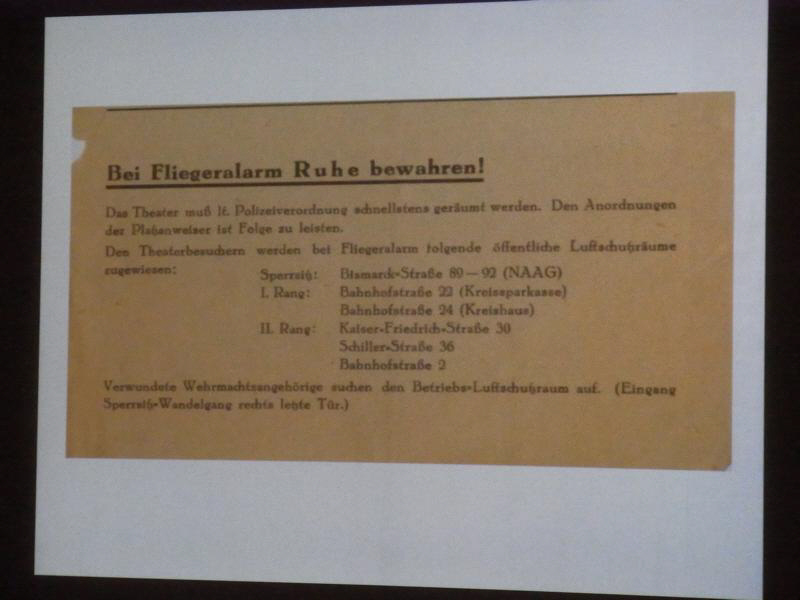 Bei Fliegeralarm Ruhe bewahren!
Das Theater muß lt. Polizeiverordnung schnellstens geräumt werden. Den Anordnungen
der Platzanweiser ist Folge zu leisten.
Den Theaterbesuchern werden bei Fliegeralarm folgende öffentliche Luftschutzräume
zugewiesen:
Sperrsitz: Bismarck-Straße 89 — 92 (NAAG)
I. Rang: Bahnhofstraße 22 (Kreissparkasse)
Bahnhofstraße 24 (Kreishaus)
II. Rang: Kaiser-Friedrich-Straße 30
Schiller-Straße 36
Bahnhofstraße 2
Verwundete Wehrmachtsangehörige suchen den Betriebs-Luftschutzraum auf. (Eingang
Sperrsitz-Wandelgang rechts letzte Tür.)